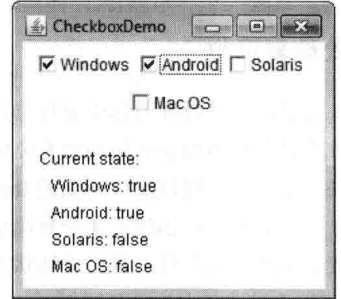 CheckboxDemo
Windows Android Solaris
Mac OS
Current state:
Windows: true
Android: true
Solaris: false
Mac OS: false